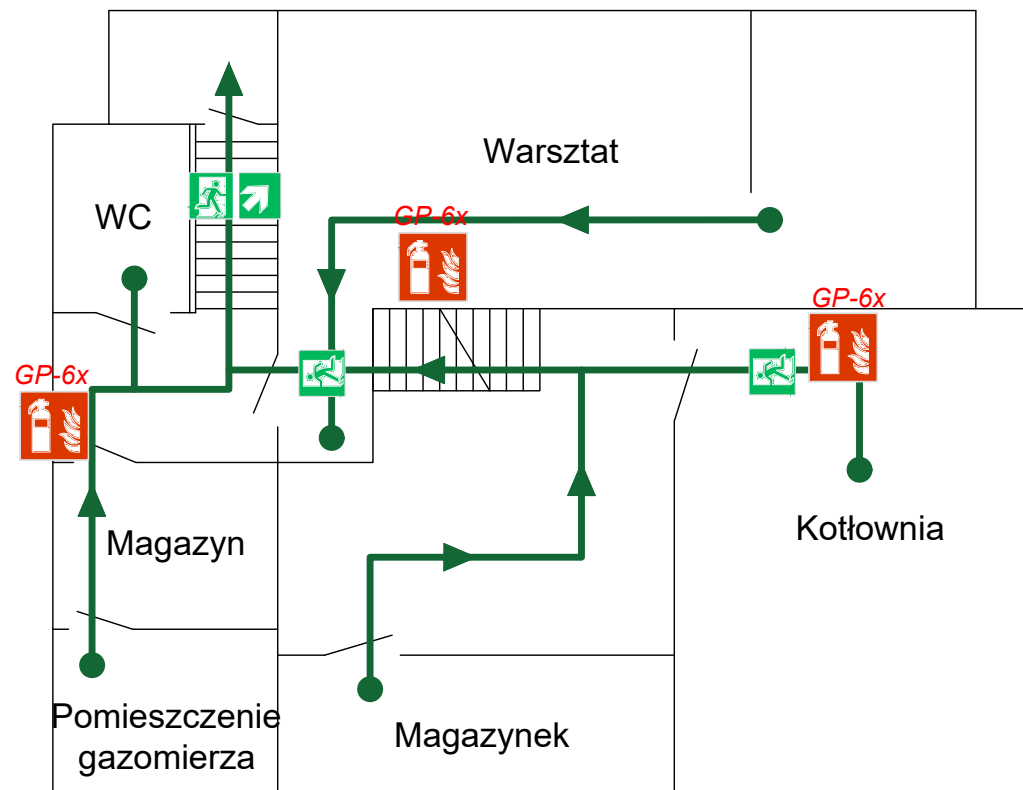 Warsztat
WC
GP-6x
GP-6x
GP-6x
Magazyn
Kotłownia
Pomieszczenie
gazomierza
Magazynek